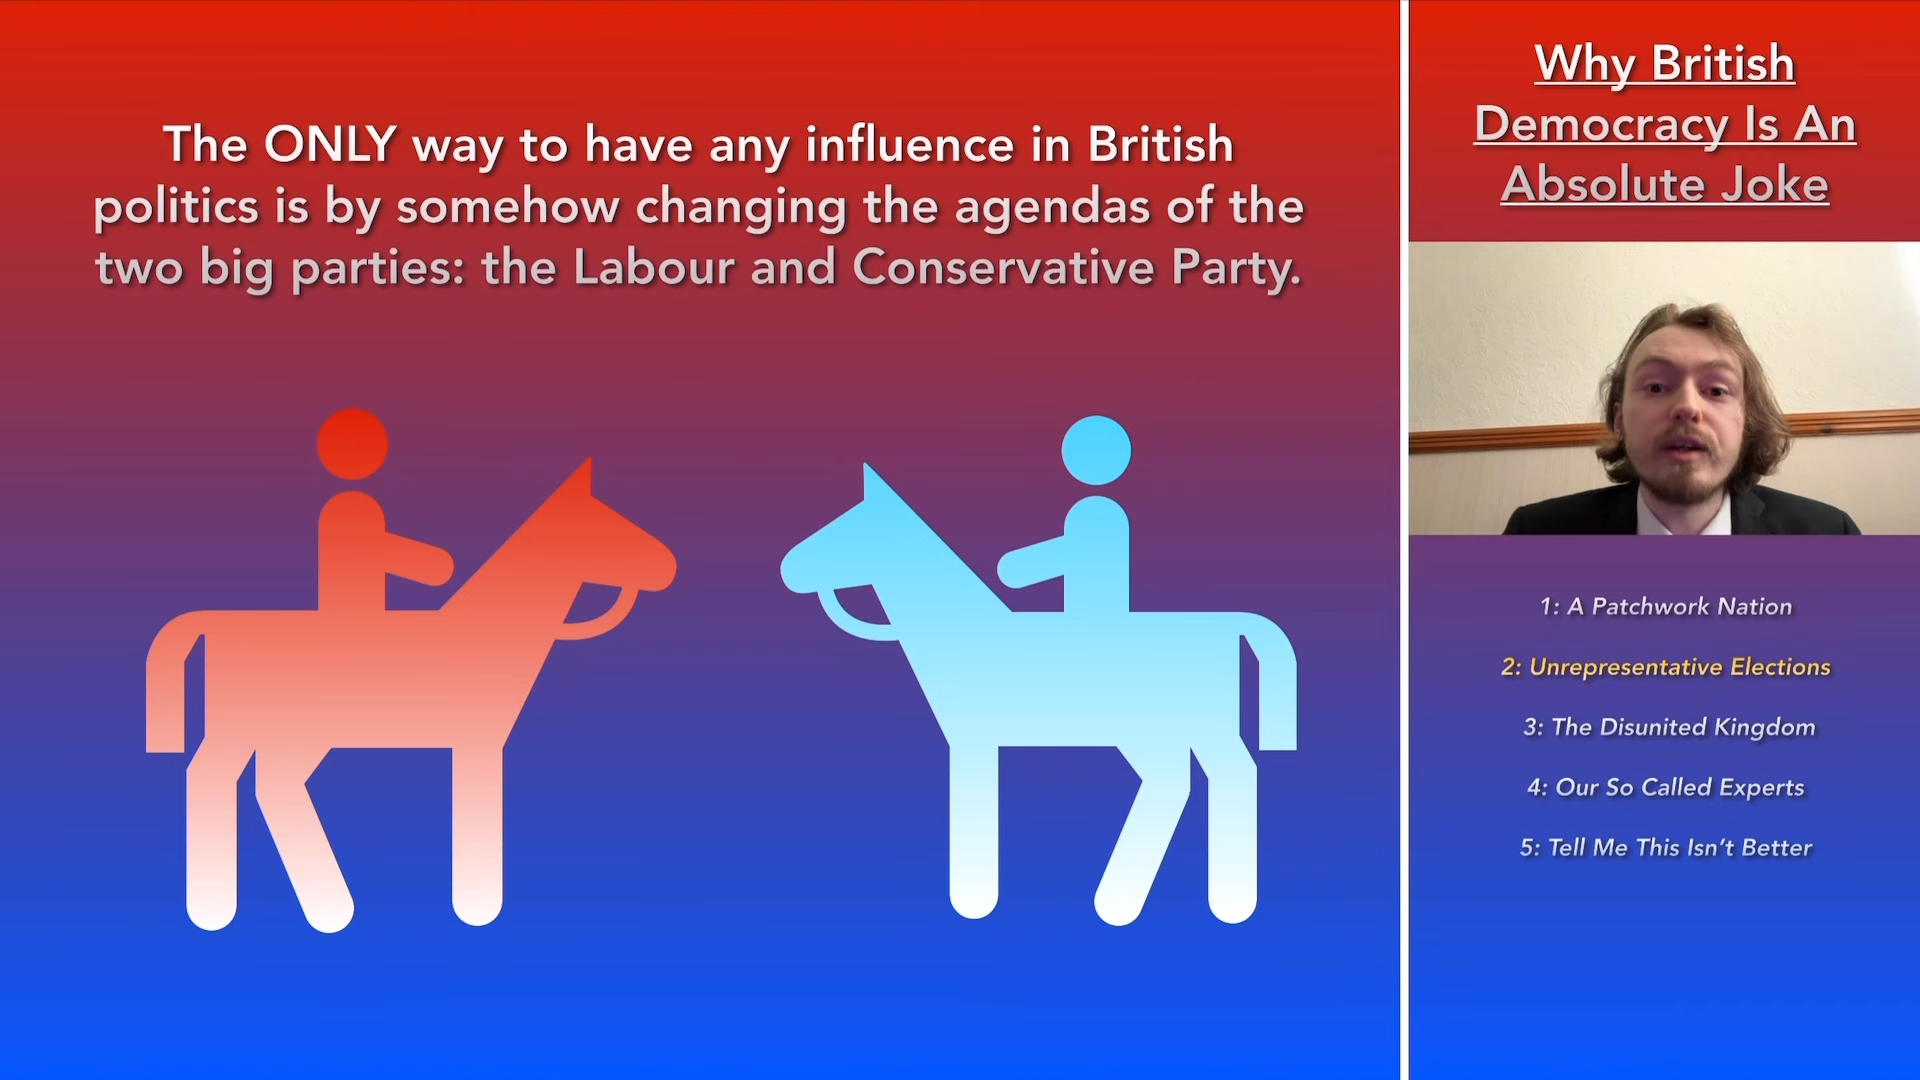 The ONLY way to have any influence in British
politics is by somehow changing the agendas of the
two big parties: the Labour and Conservative Party.
Why British
Democracy Is An
Absolute Joke
1: A Patchwork Nation
2: Unrepresentative Elections
3: The Disunited Kingdom
4: Our So Called Experts
5: Tell Me This Isn’t Better